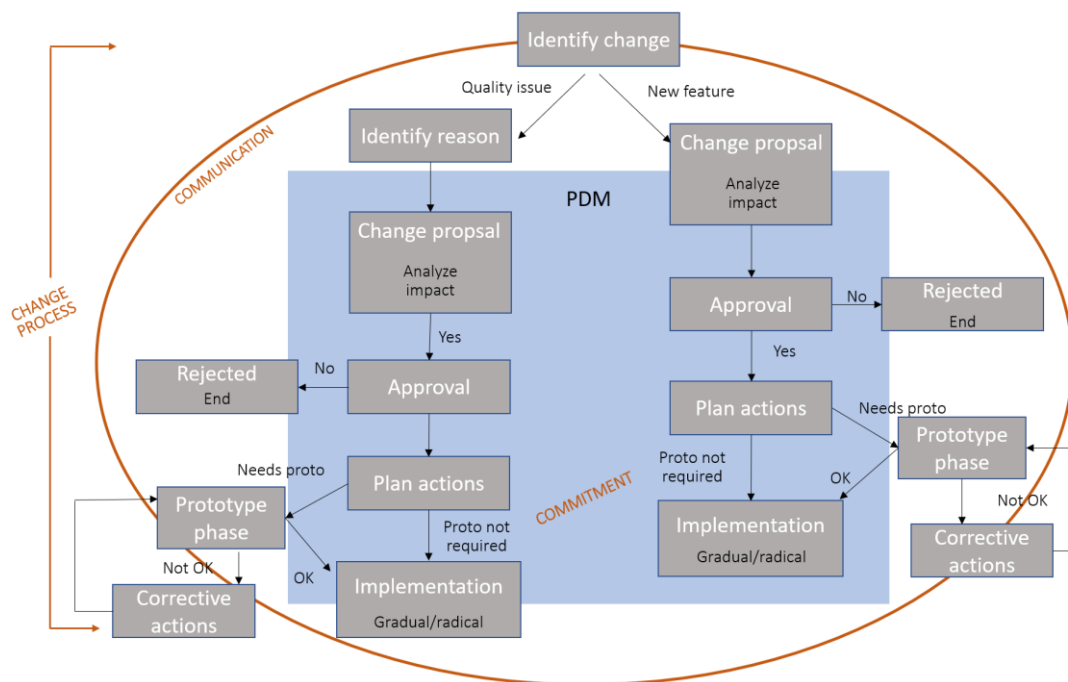 Identify change
Quality issue
New feature
Identify reason
Change propsal
Analyze
impact
COMMUNICATION
PDM
Change propsal
Analyze
impact
CHANGE
PROCESS
Approval
No
Rejected
End
Yes
Yes
Rejected
End
No
Approval
Plan actions
Needs proto
Prototype
phase
Needs proto
Plan actions
Proto not
required
OK
COMMITMENT
Prototype
phase
Proto not
required
Implementation
Gradual/radical
Not OK
Corrective
actions
Not OK
OK
Implementation
Gradual/radical
Corrective
actions